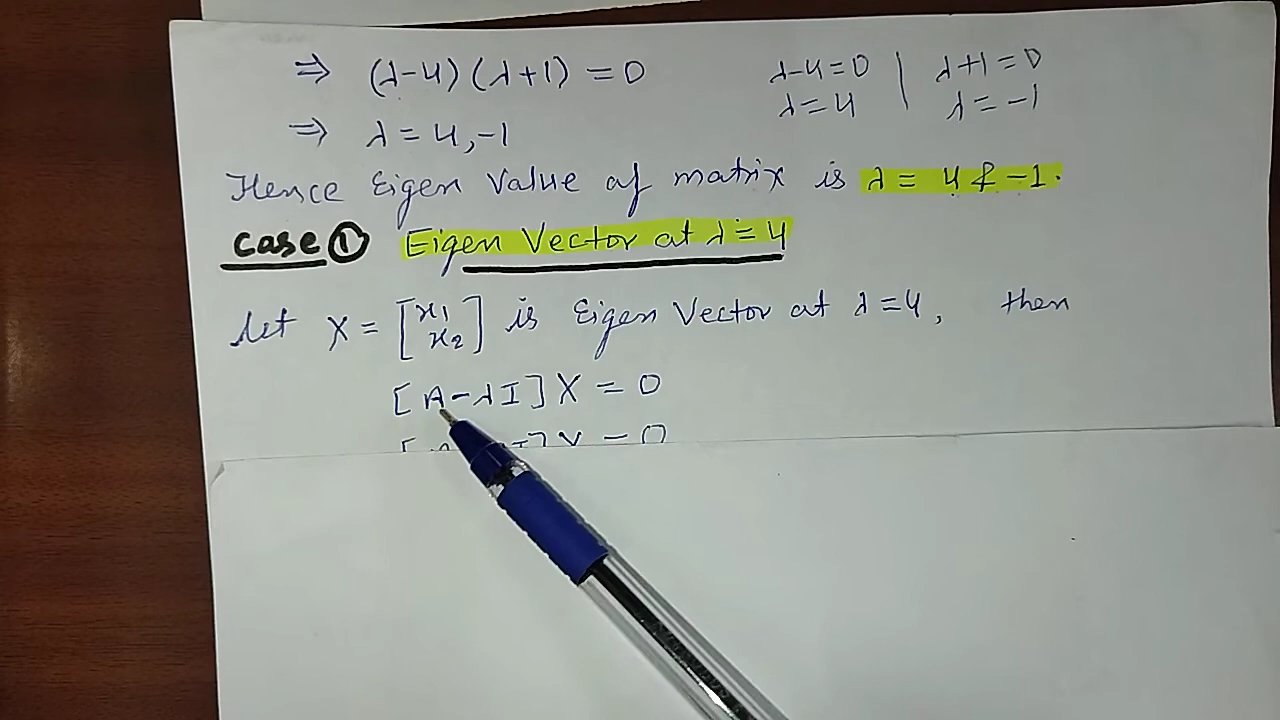 ⇒ (λ-4)(λ+1) = 0 λ-4=0 | λ+1=0
⇒ λ = 4,-1 λ=4 | λ=-1
Hence Eigen Value of matrix is λ = 4 & -1.
Case ① Eigen Vector at λ=4
let X = [x1 x2] is Eigen Vector at λ=4, then
[A-λI]X = 0